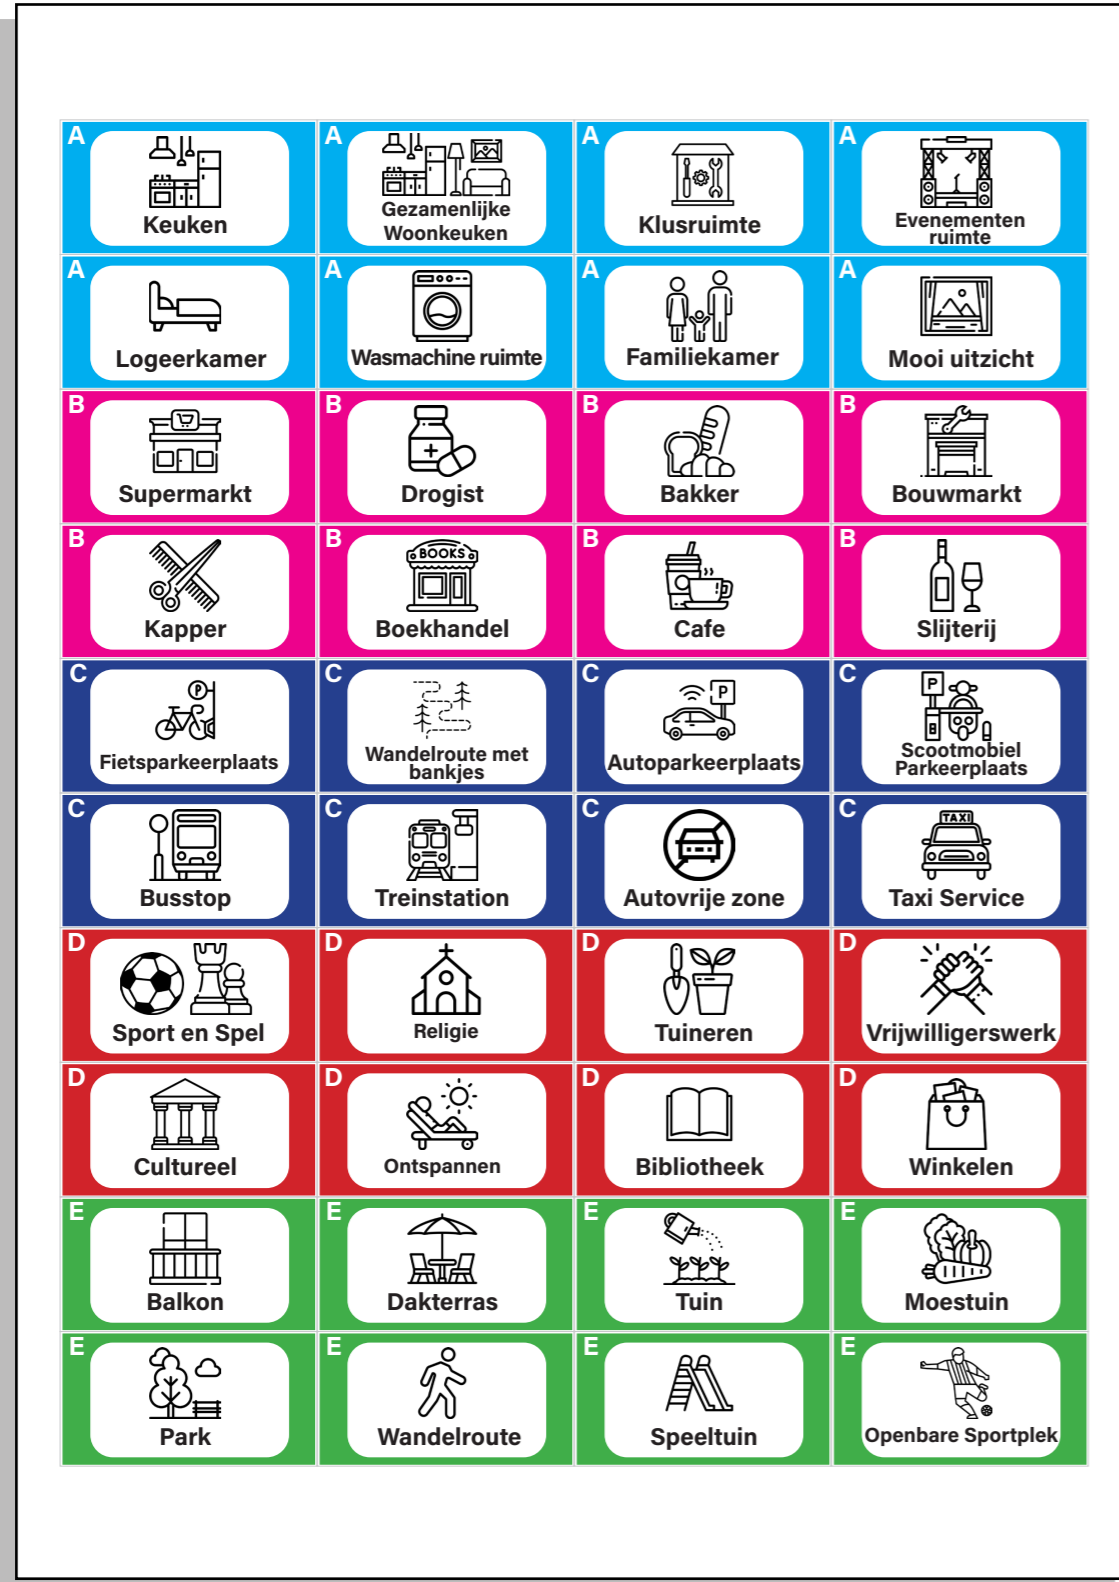 A A A A
Keuken
Gezamenlijke
Woonkeuken
Klusruimte
Evenementen
ruimte
A A A A
Logeerkamer
Wasmachine ruimte
Familiekamer
Mooi uitzicht
B B B B
Supermarkt
Drogist
Bakker
Bouwmarkt
B B B B
Kapper
BOOKS
Boekhandel
Cafe
Slijterij
C C C C
P
Fietsparkeerplaats
Wandelroute met
bankjes
P
Autoparkeerplaats
P
Scootmobiel
Parkeerplaats
C C C C
Busstop
Treinstation
Autovrije zone
TAXI
Taxi Service
D D D D
Sport en Spel
Religie
Tuineren
Vrijwilligerswerk
D D D D
Cultureel
Ontspannen
Bibliotheek
Winkelen
E E E E
Balkon
Dakterras
Tuin
Moestuin
E E E E
Park
Wandelroute
Speeltuin
Openbare Sportplek